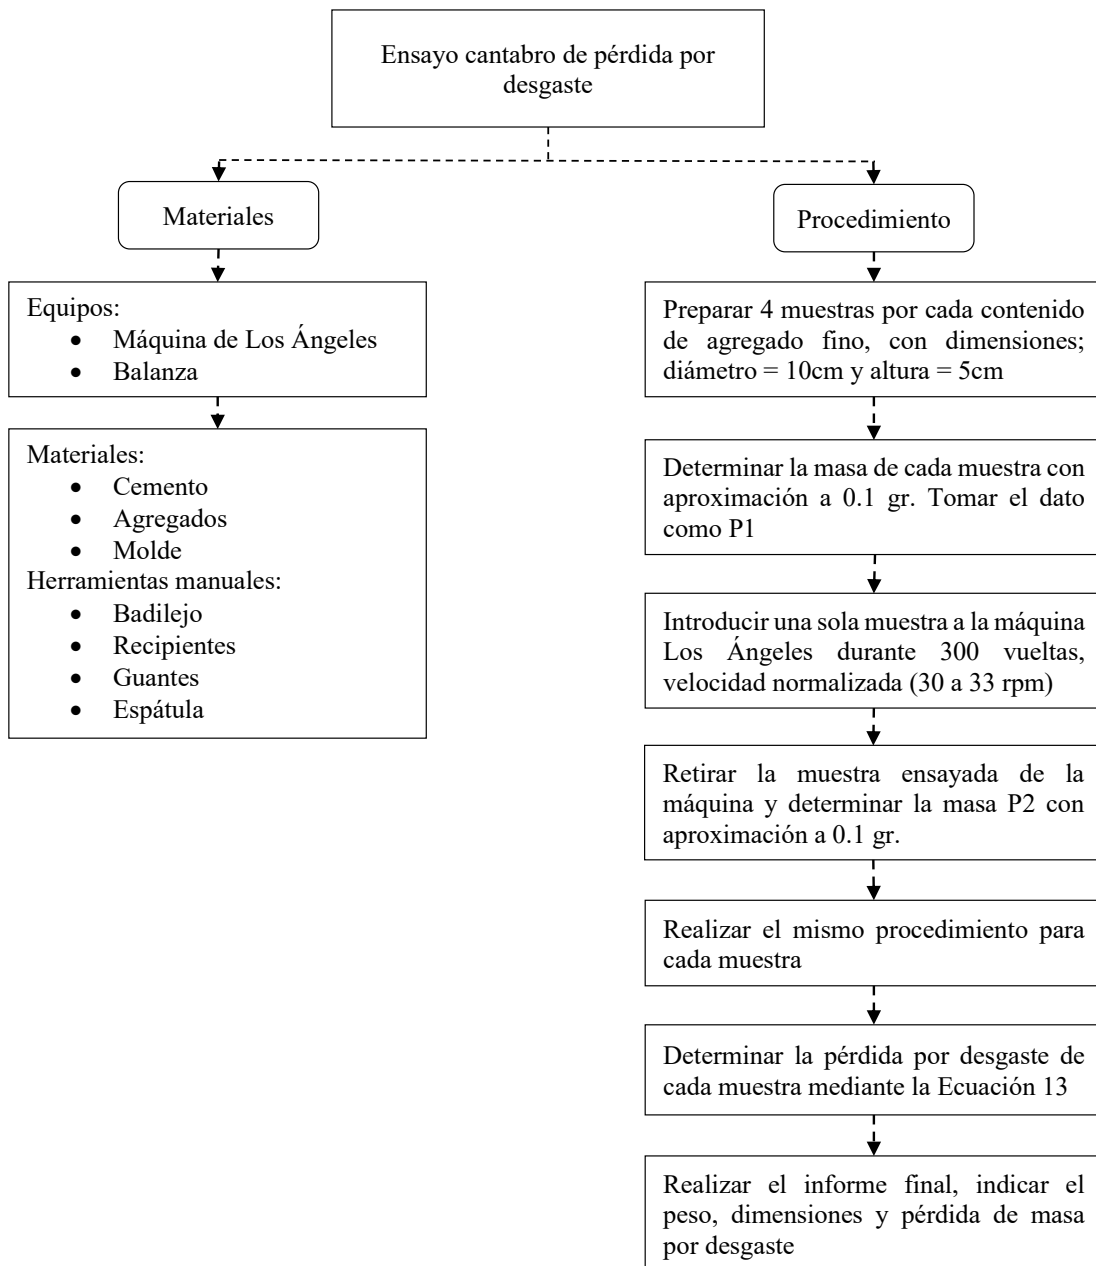 Ensayo cantabro de pérdida por
desgaste
Materiales
Procedimiento
Equipos:
• Máquina de Los Ángeles
• Balanza
Materiales:
• Cemento
• Agregados
• Molde
Herramientas manuales:
• Badilejo
• Recipientes
• Guantes
• Espátula
Preparar 4 muestras por cada contenido
de agregado fino, con dimensiones;
diámetro = 10cm y altura = 5cm
Determinar la masa de cada muestra con
aproximación a 0.1 gr. Tomar el dato
como P1
Introducir una sola muestra a la máquina
Los Ángeles durante 300 vueltas,
velocidad normalizada (30 a 33 rpm)
Retirar la muestra ensayada de la
máquina y determinar la masa P2 con
aproximación a 0.1 gr.
Realizar el mismo procedimiento para
cada muestra
Determinar la pérdida por desgaste de
cada muestra mediante la Ecuación 13
Realizar el informe final, indicar el
peso, dimensiones y pérdida de masa
por desgaste